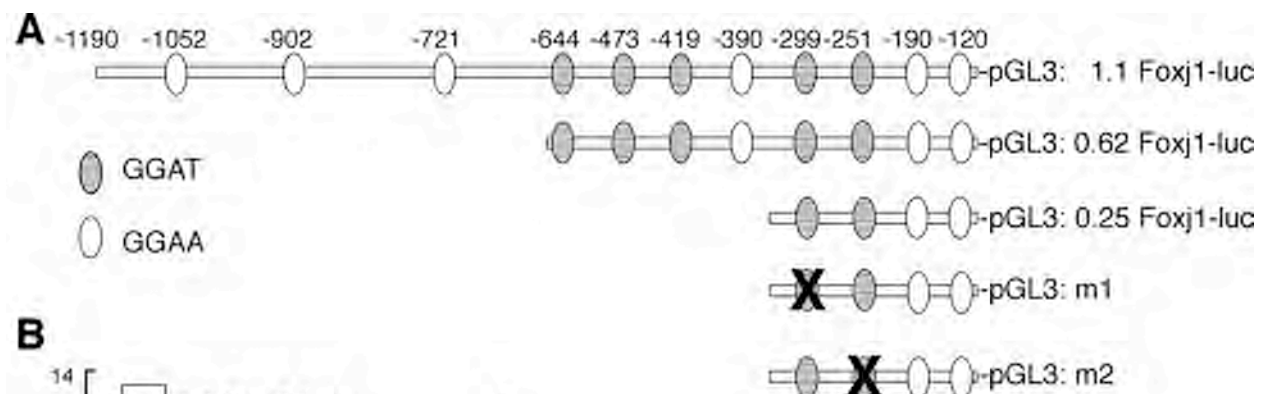 A
-1190 -1052 -902 -721 -644 -473 -419 -390 -299 -251 -190 -120
-pGL3: 1.1 Foxj1-luc
-pGL3: 0.62 Foxj1-luc
GGAT
-pGL3: 0.25 Foxj1-luc
GGAA
X -pGL3: m1
B
14
X -pGL3: m2